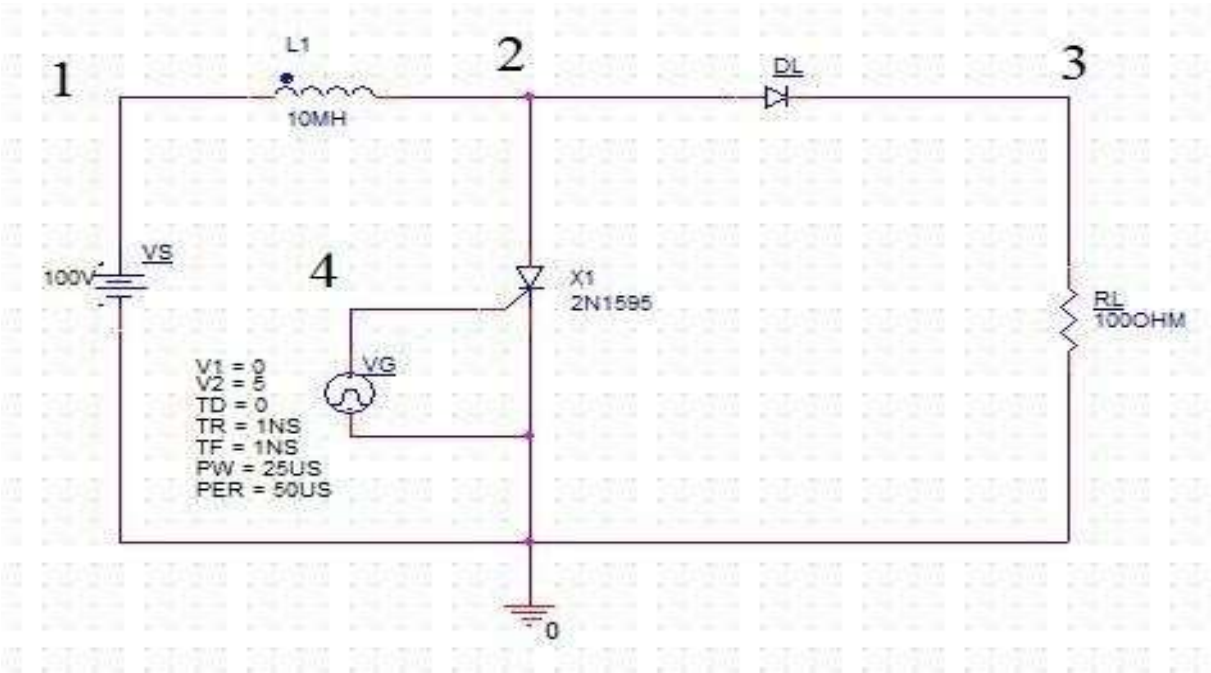 1
L1
10MH
2
DL
3
100V
VS
4
X1
2N1595
RL
100OHM
VG
V1 = 0
V2 = 5
TD = 0
TR = 1NS
TF = 1NS
PW = 25US
PER = 50US
0